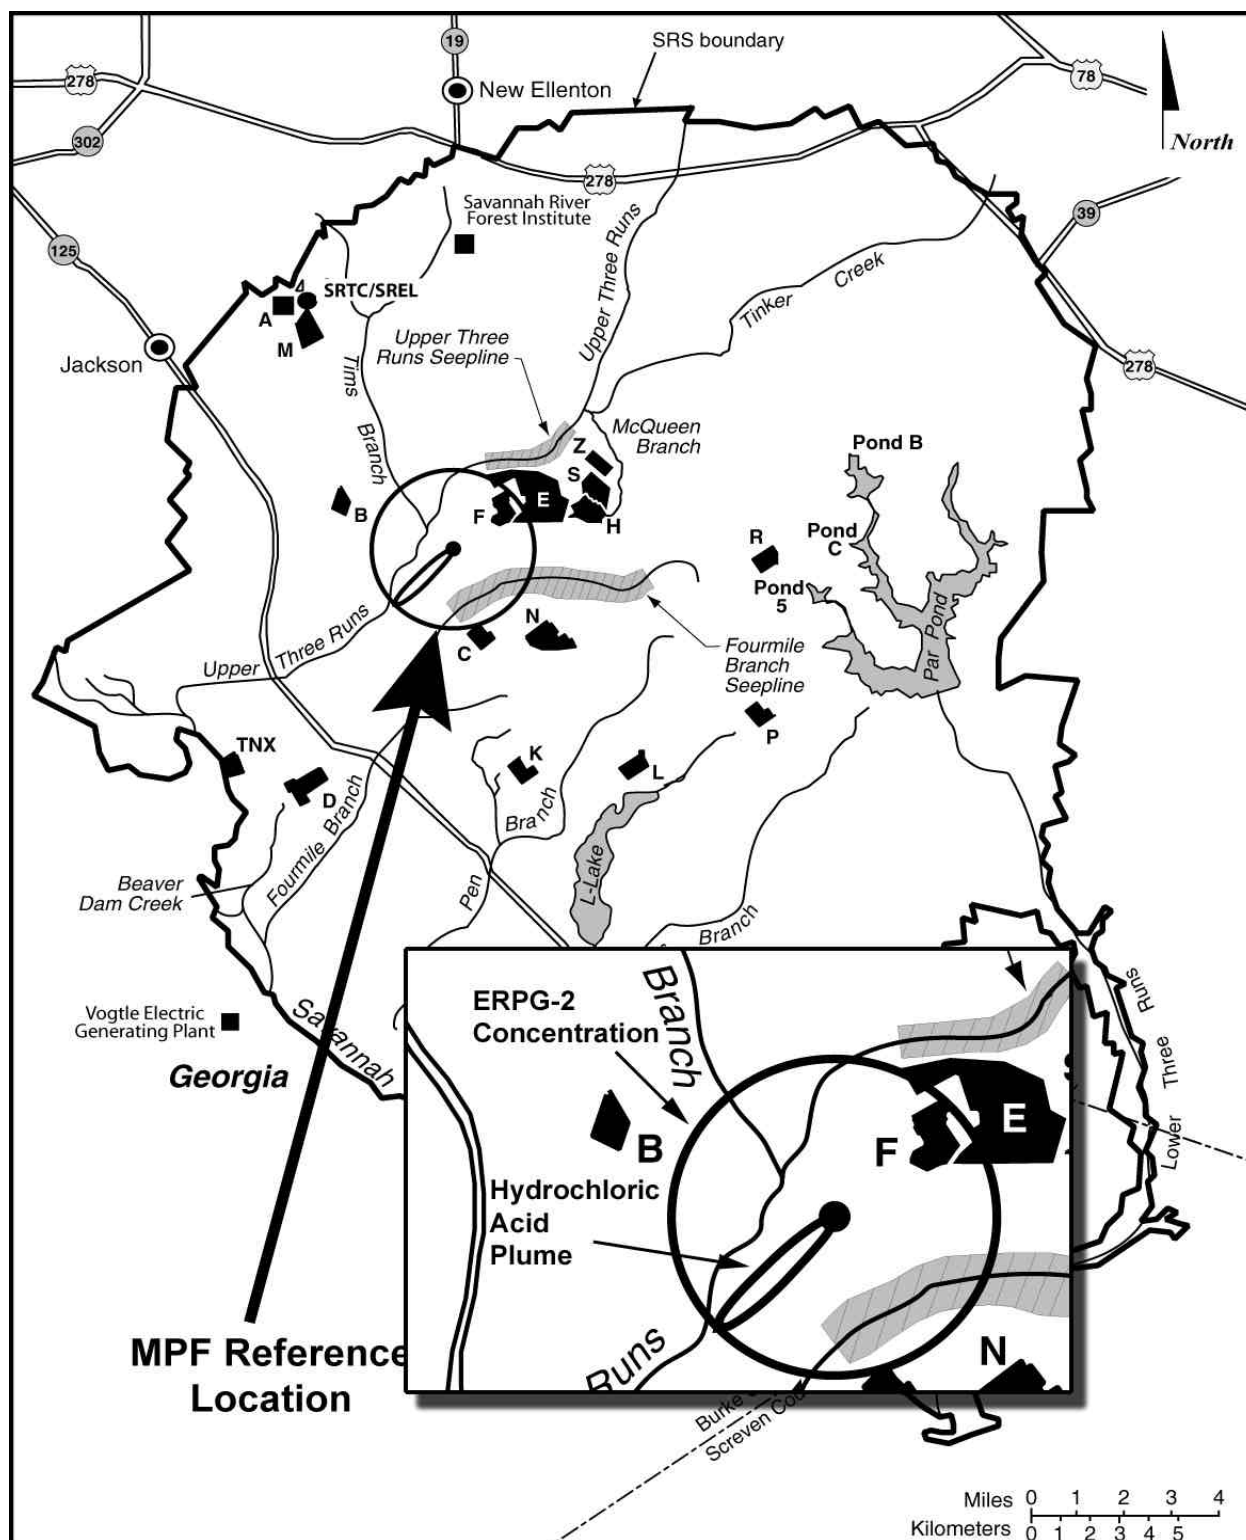 19
SRS boundary
278
78
New Ellenton
302
North
278
Savannah River
Forest Institute
39
125
Upper Three Runs
Tinker Creek
SRTC/SREL
A
M
Upper Three
Runs Seepline
Jackson
278
Tims Branch
McQueen
Branch
Z
Pond B
S
B
F
E
H
Pond
C
R
Pond
5
N
C
Fourmile
Branch
Seepline
Par Pond
Upper Three Runs
P
TNX
K
L
D
Branch
Fourmile Branch
L-Lake
Beaver
Dam Creek
Pen
Branch
Vogtle Electric
Generating Plant
Savannah
Georgia
ERPG-2
Concentration
Branch
B
F
E
Hydrochloric
Acid
Plume
Runs
N
Lower Three Runs
MPF Reference
Location
Burke
Screven Cou
Miles 0 1 2 3 4
Kilometers 0 1 2 3 4 5